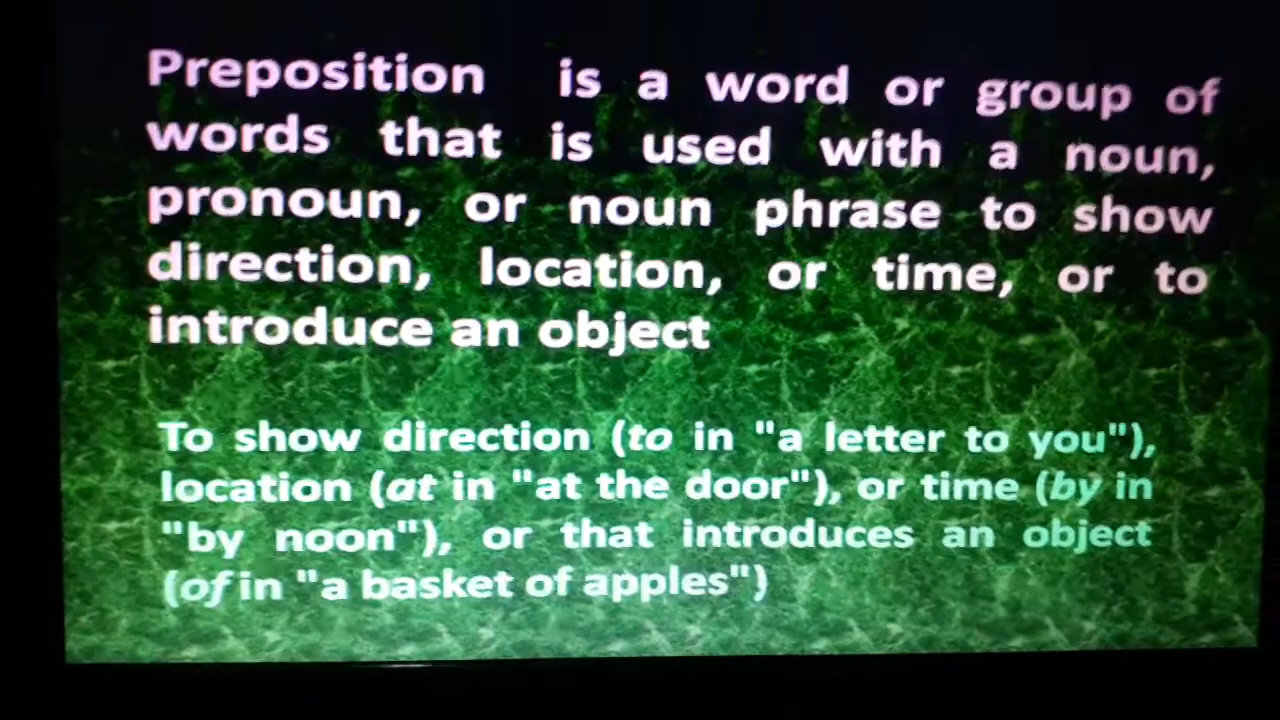 Preposition is a word or group of
words that is used with a noun,
pronoun, or noun phrase to show
direction, location, or time, or to
introduce an object
To show direction (to in "a letter to you"),
location (at in "at the door"), or time (by in
"by noon"), or that introduces an object
(of in "a basket of apples")